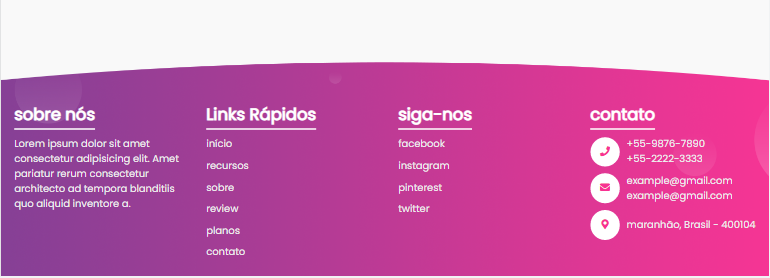 sobre nós
Lorem ipsum dolor sit amet
consectetur adipisicing elit. Amet
pariatur rerum consectetur
architecto ad tempora blanditiis
quo aliquid inventore a.
Links Rápidos
início
recursos
sobre
review
planos
contato
siga-nos
facebook
instagram
pinterest
twitter
contato
+55-9876-7890
+55-2222-3333
example@gmail.com
example@gmail.com
maranhão, Brasil - 400104